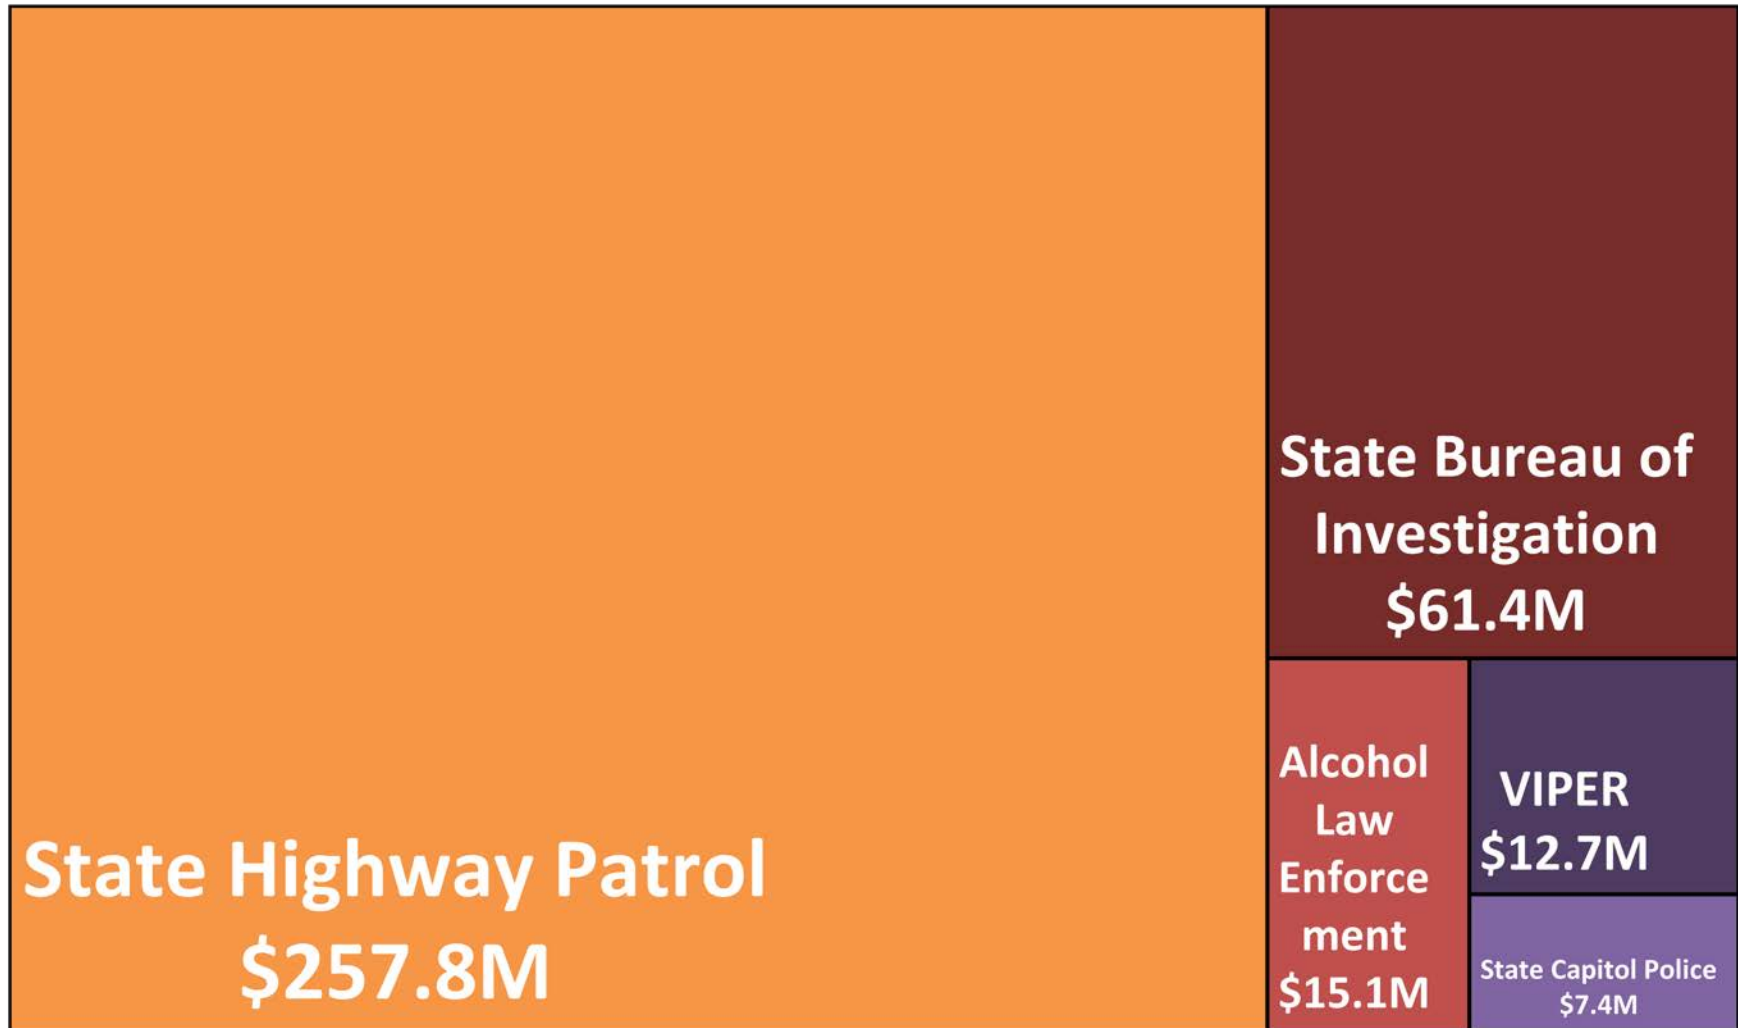 State Highway Patrol
$257.8M
State Bureau of
Investigation
$61.4M
Alcohol
Law
Enforce
ment
$15.1M
VIPER
$12.7M
State Capitol Police
$7.4M